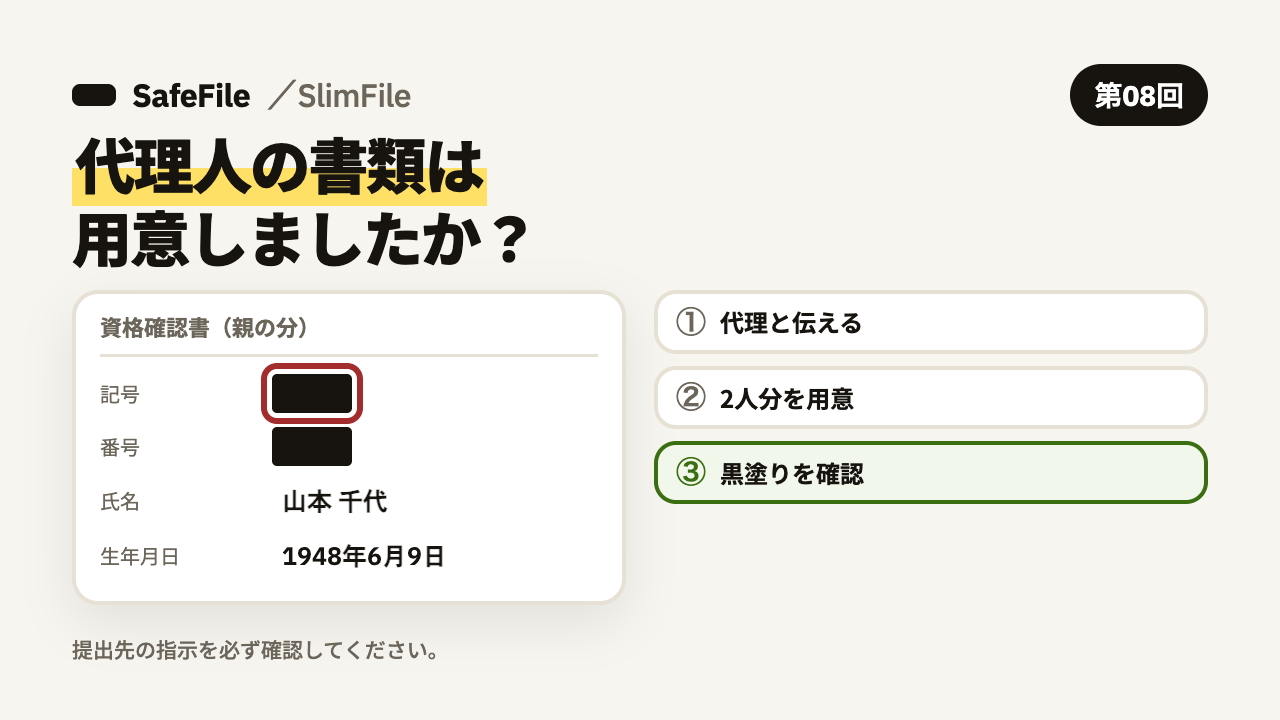 SafeFile ／SlimFile
第08回
代理人の書類は
用意しましたか？
資格確認書（親の分）
記号
番号
氏名 山本 千代
生年月日 1948年6月9日
① 代理と伝える
② 2人分を用意
③ 黒塗りを確認
提出先の指示を必ず確認してください。